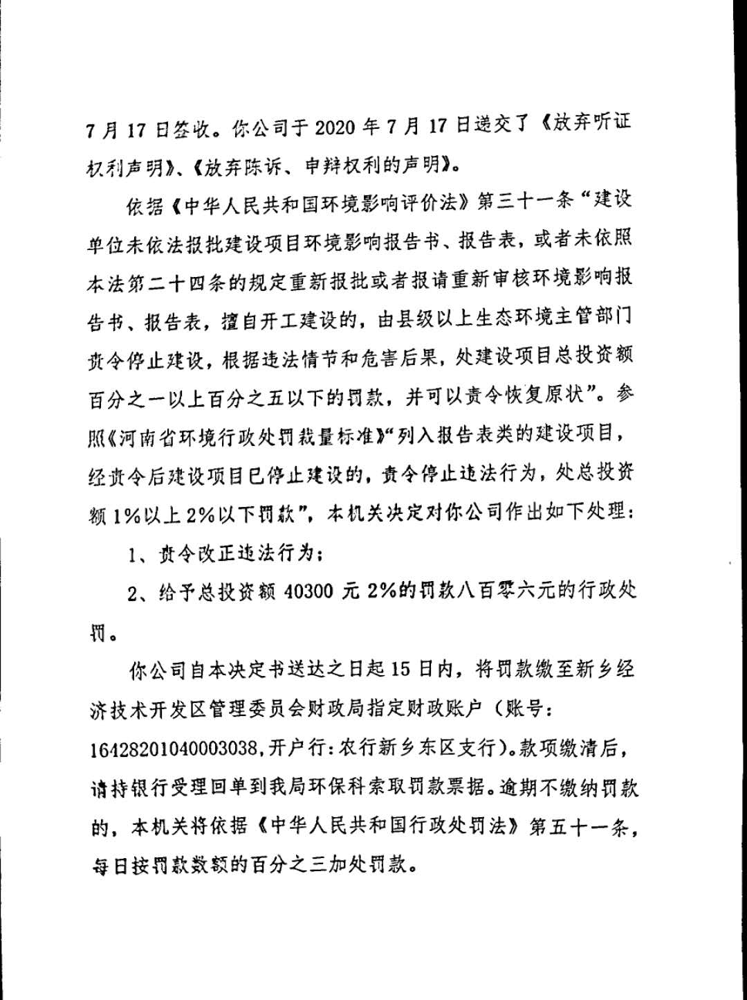 7月17日签收。你公司于2020年7月17日递交了《放弃听证
权利声明》、《放弃陈诉、申辩权利的声明》。
依据《中华人民共和国环境影响评价法》第三十一条“建设
单位未依法报批建设项目环境影响报告书、报告表，或者未依照
本法第二十四条的规定重新报批或者报请重新审核环境影响报
告书、报告表，擅自开工建设的，由县级以上生态环境主管部门
责令停止建设，根据违法情节和危害后果，处建设项目总投资额
百分之一以上百分之五以下的罚款，并可以责令恢复原状”。参
照《河南省环境行政处罚裁量标准》“列入报告表类的建设项目，
经责令后建设项目已停止建设的，责令停止违法行为，处总投资
额1%以上2%以下罚款”，本机关决定对你公司作出如下处理：
1、责令改正违法行为；
2、给予总投资额40300元2%的罚款八百零六元的行政处
罚。
你公司自本决定书送达之日起15日内，将罚款缴至新乡经
济技术开发区管理委员会财政局指定财政账户（账号：
16428201040003038,开户行：农行新乡东区支行）。款项缴清后，
请持银行受理回单到我局环保科索取罚款票据。逾期不缴纳罚款
的，本机关将依据《中华人民共和国行政处罚法》第五十一条，
每日按罚款数额的百分之三加处罚款。